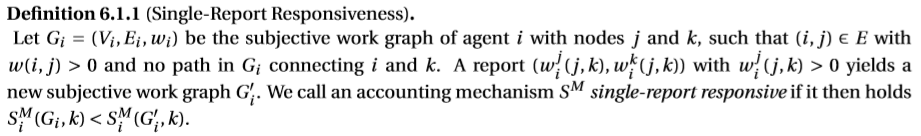 Definition 6.1.1 (Single-Report Responsiveness).
Let G_i = (V_i, E_i, w_i) be the subjective work graph of agent i with nodes j and k, such that (i, j) ∈ E with
w(i, j) > 0 and no path in G_i connecting i and k. A report (w_i^j(j, k), w_i^k(j, k)) with w_i^j(j, k) > 0 yields a
new subjective work graph G'_i. We call an accounting mechanism S^M single-report responsive if it then holds
S_i^M(G_i, k) < S_i^M(G'_i, k).